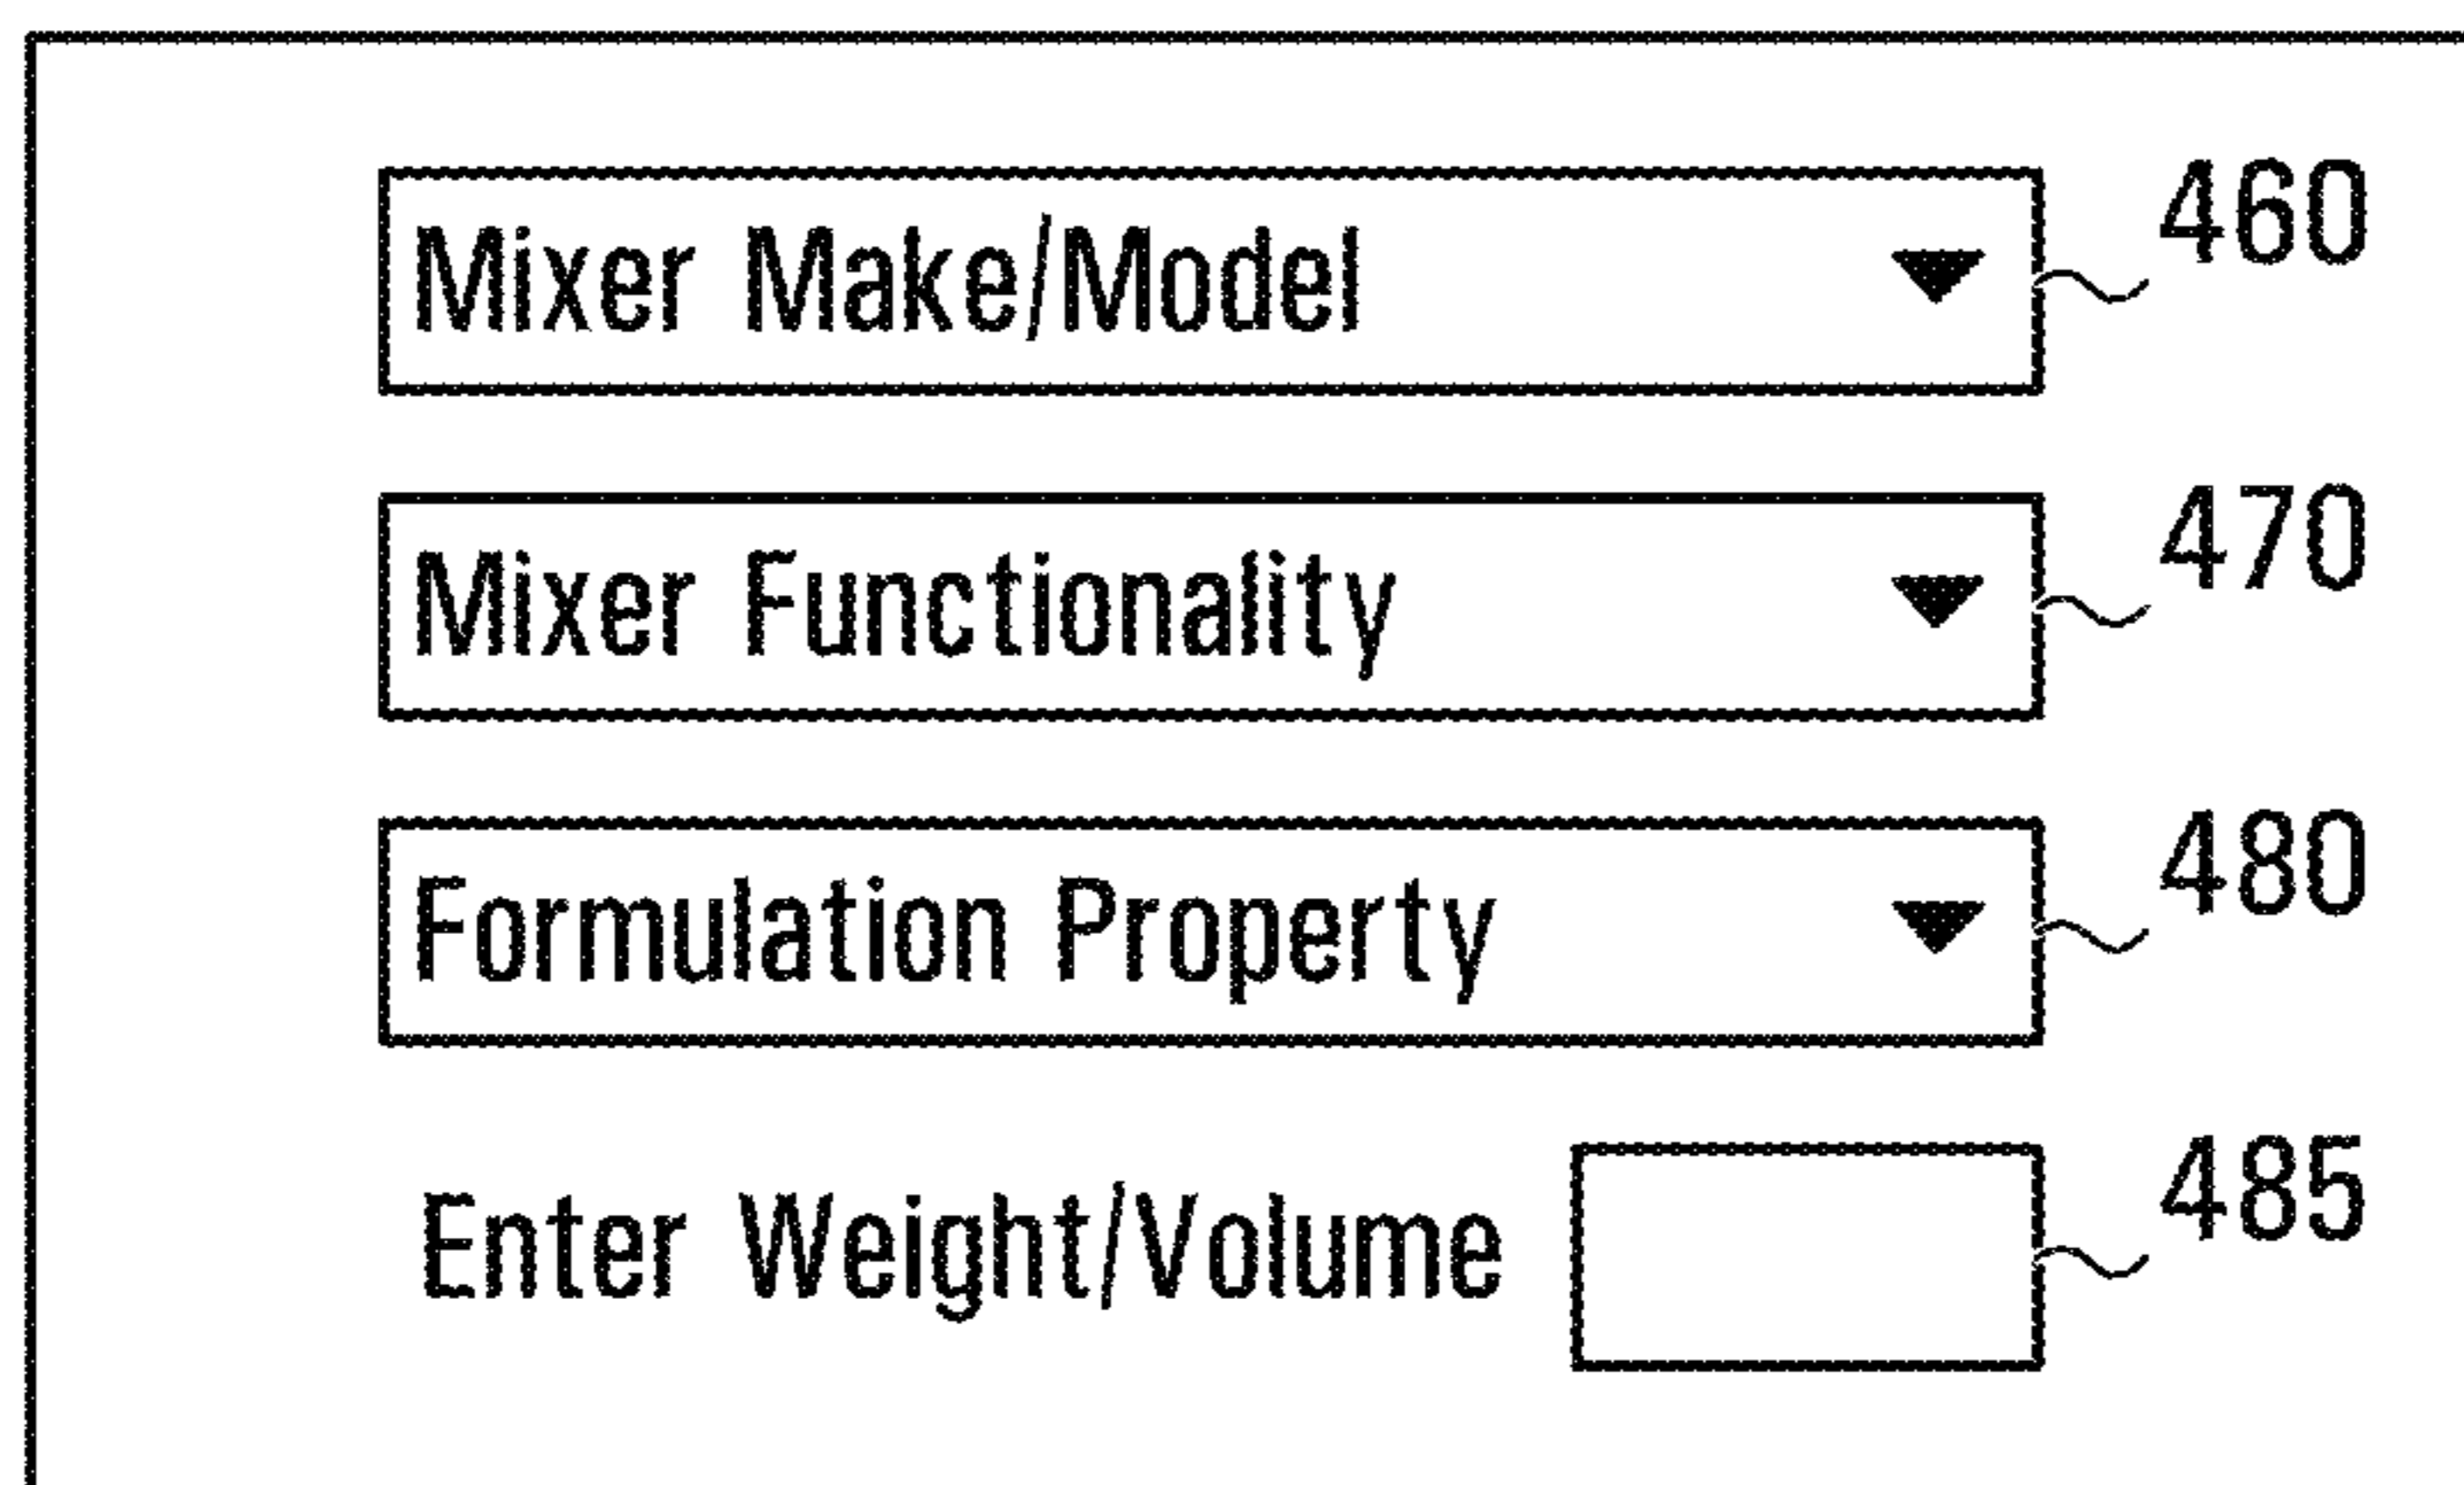 Mixer Make/Model 460
Mixer Functionality 470
Formulation Property 480
Enter Weight/Volume 485